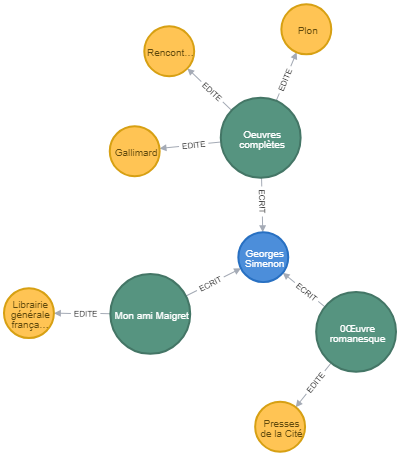 Plon
Rencont...
EDITE
EDITE
Oeuvres
complètes
Gallimard
EDITE
ECRIT
Georges
Simenon
ECRIT
ECRIT
Librairie
générale
frança...
EDITE
Mon ami Maigret
0Œuvre
romanesque
EDITE
Presses
de la Cité